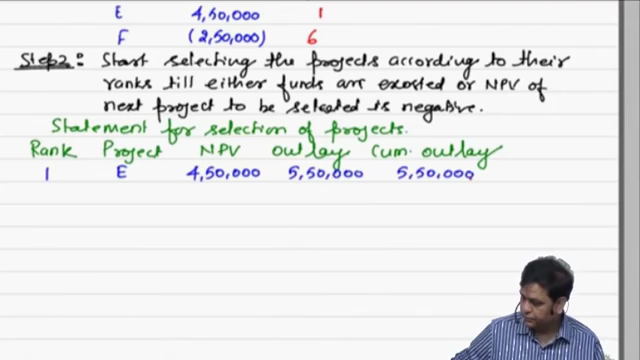 E 4,50,000 1
F (2,50,000) 6
Step2: Start selecting the projects according to their
ranks till either funds are exosted or NPV of
next project to be selected is negative.
Statement for selection of projects.
Rank Project NPV Outlay Cum. outlay
1 E 4,50,000 5,50,000 5,50,000